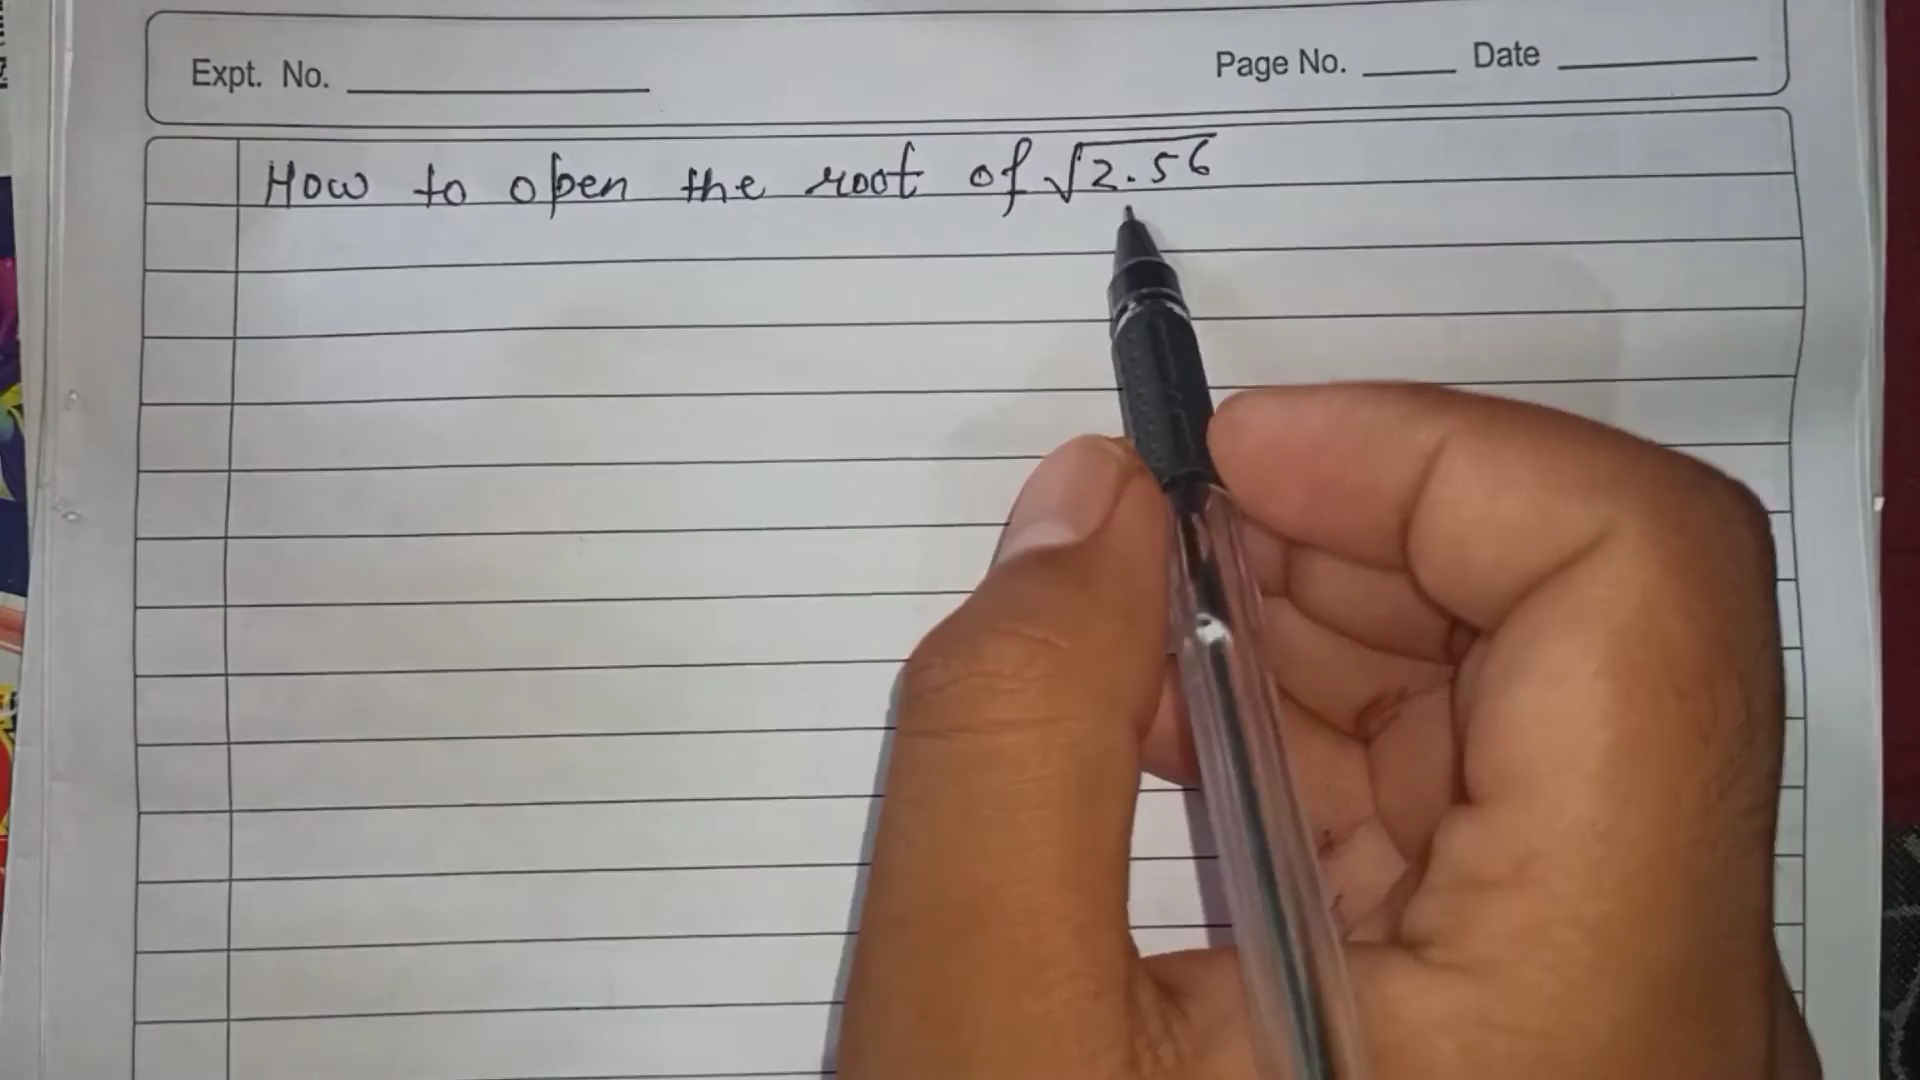 Expt. No. Page No. Date
How to open the root of √2.56